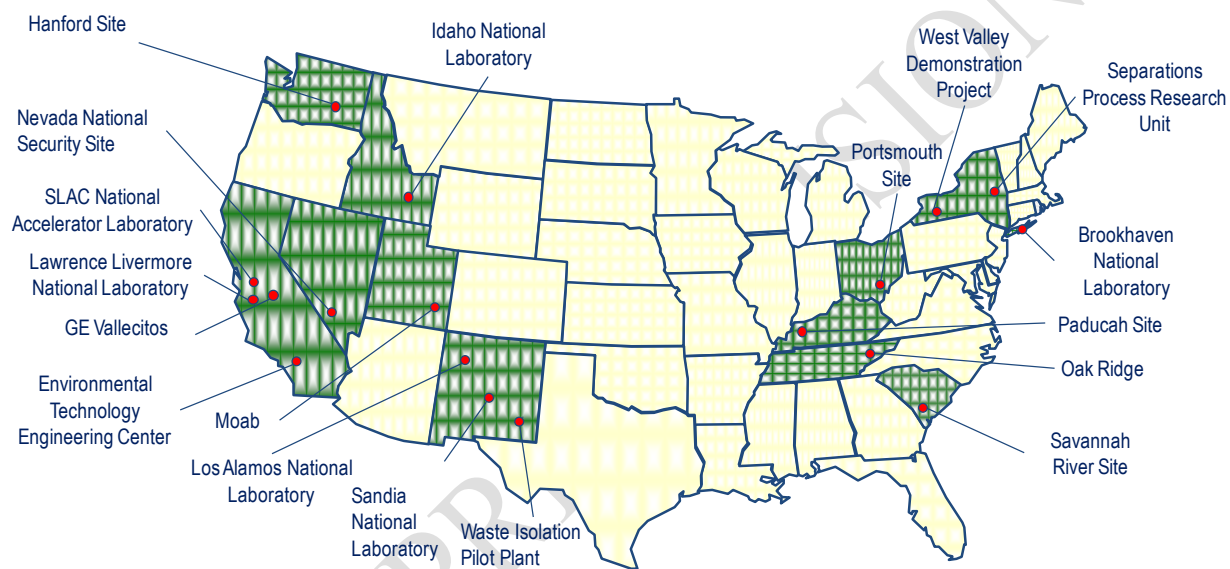 Hanford Site
Idaho National
Laboratory
West Valley
Demonstration
Project
Separations
Process Research
Unit
Nevada National
Security Site
Portsmouth
Site
SLAC National
Accelerator Laboratory
Lawrence Livermore
National Laboratory
GE Vallecitos
Brookhaven
National
Laboratory
Paducah Site
Oak Ridge
Environmental
Technology
Engineering Center
Moab
Los Alamos National
Laboratory
Sandia
National
Laboratory
Waste Isolation
Pilot Plant
Savannah
River Site